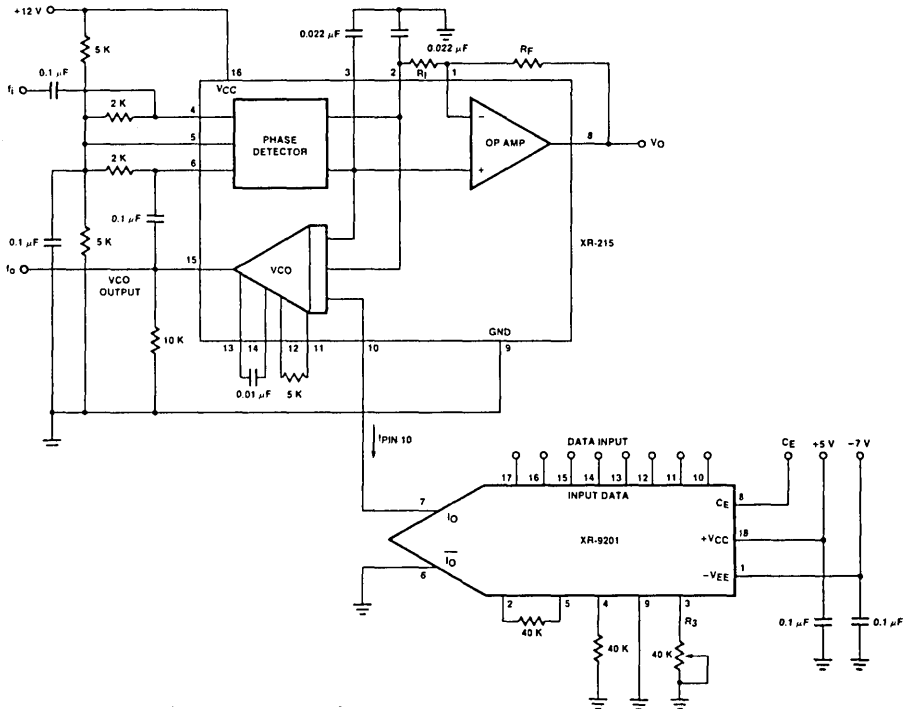 +12 V
5 K
0.022 μF
0.022 μF
RF
0.1 μF
16
3
2
RI
1
fi
VCC
2 K
4
PHASE DETECTOR
5
−
OP AMP
+
8
VO
2 K
6
0.1 μF
0.1 μF
5 K
XR-215
fO
15
VCO OUTPUT
VCO
10 K
GND
13
14
12
11
10
9
0.01 μF
5 K
IPIN 10
DATA INPUT
CE
+5 V
−7 V
17
16
15
14
13
12
11
10
INPUT DATA
7
IO
CE
8
XR-9201
+VCC
18
IO
6
−VEE
1
2
5
4
9
3
R3
40 K
40 K
40 K
0.1 μF
0.1 μF